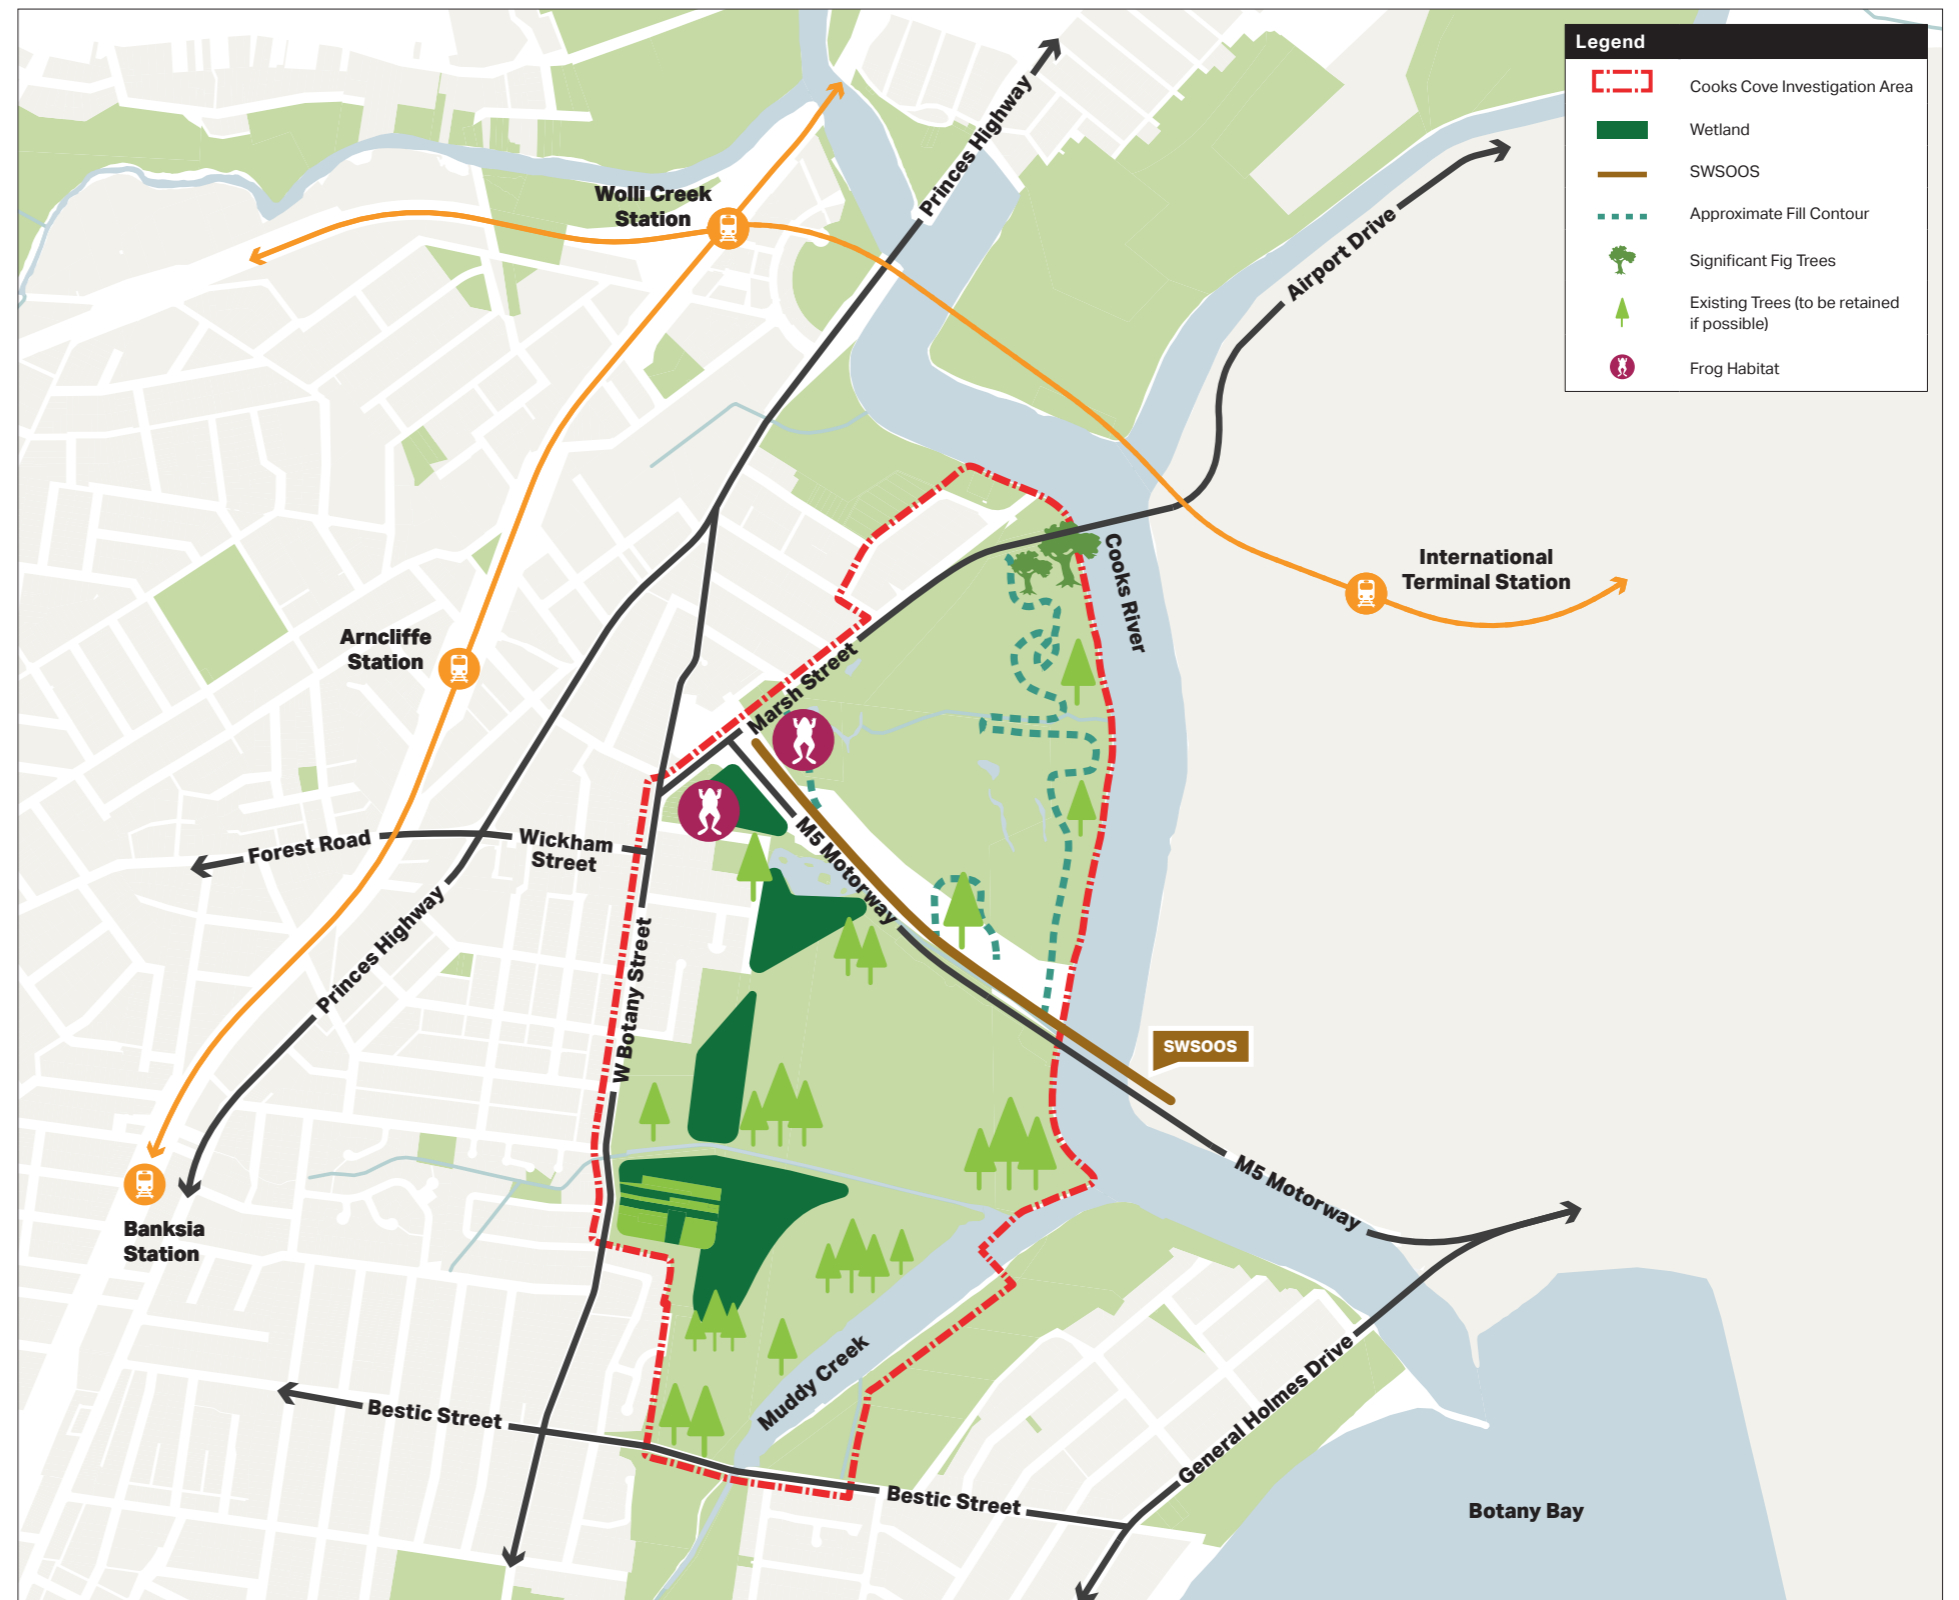 Legend
Cooks Cove Investigation Area
Wetland
SWSOOS
Approximate Fill Contour
Significant Fig Trees
Existing Trees (to be retained
if possible)
Frog Habitat
Princes Highway
Wolli Creek
Station
Airport Drive
Cooks River
International
Terminal Station
Arncliffe
Station
Marsh Street
Forest Road
Wickham
Street
M5 Motorway
Princes Highway
W Botany Street
SWSOOS
M5 Motorway
Banksia
Station
Muddy Creek
General Holmes Drive
Bestic Street
Bestic Street
Botany Bay